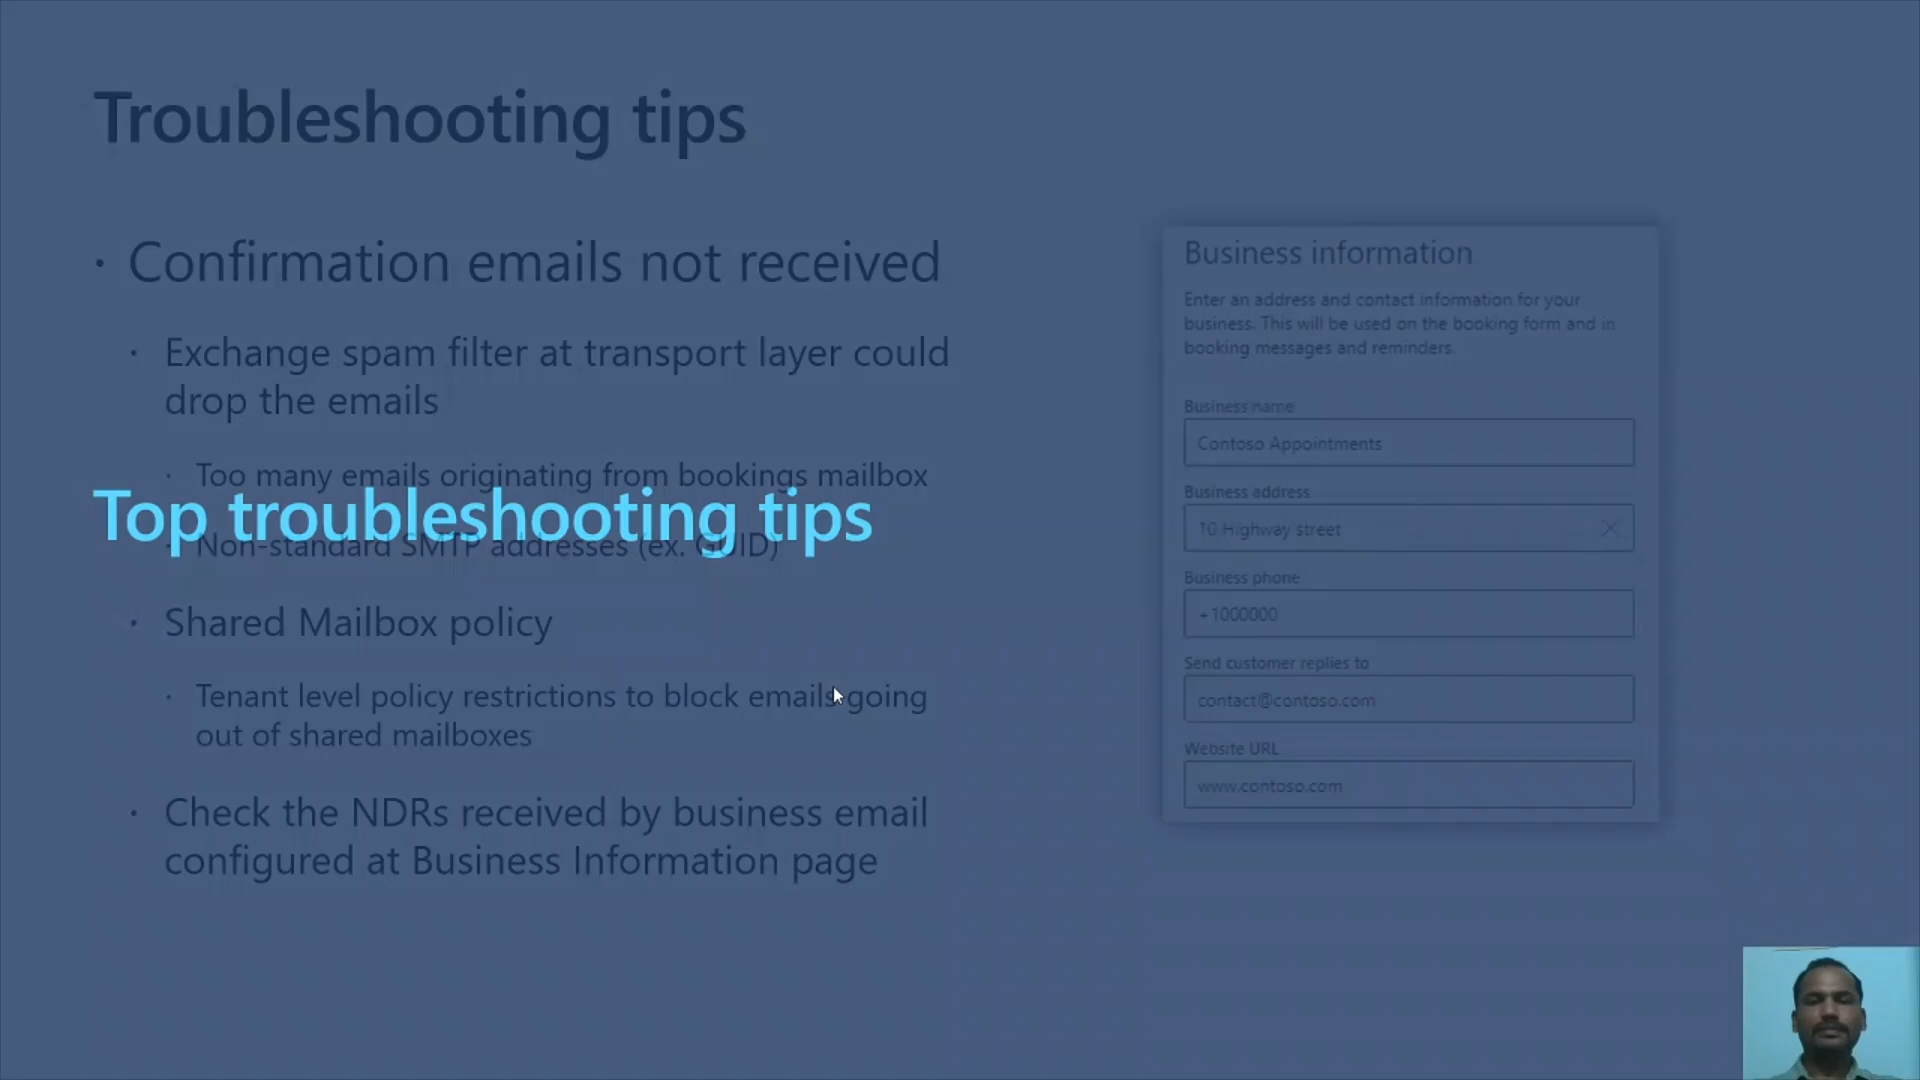 Troubleshooting tips
Confirmation emails not received
Exchange spam filter at transport layer could
drop the emails
Too many emails originating from bookings mailbox
Top troubleshooting tips
Non-standard SMTP addresses (ex. GUID)
Shared Mailbox policy
Tenant level policy restrictions to block emails going
out of shared mailboxes
Check the NDRs received by business email
configured at Business Information page
Business information
Enter an address and contact information for your
business. This will be used on the booking form and in
booking messages and reminders.
Business name
Contoso Appointments
Business address
10 Highway street
Business phone
+1000000
Send customer replies to
contact@contoso.com
Website URL
www.contoso.com